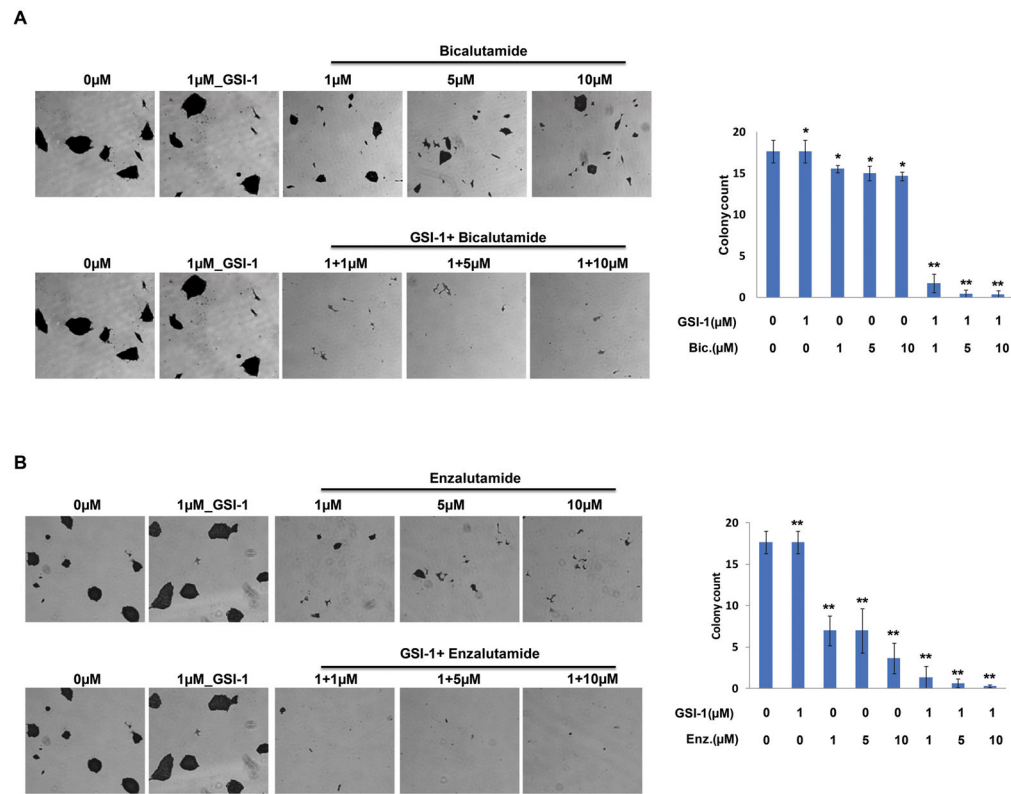 A
Bicalutamide
0µM 1µM_GSI-1 1µM 5µM 10µM
GSI-1+ Bicalutamide
0µM 1µM_GSI-1 1+1µM 1+5µM 1+10µM
Colony count
20
15
10
5
0
* * * * ** ** **
GSI-1(µM) 0 1 0 0 0 1 1 1
Bic.(µM) 0 0 1 5 10 1 5 10
B
Enzalutamide
0µM 1µM_GSI-1 1µM 5µM 10µM
GSI-1+ Enzalutamide
0µM 1µM_GSI-1 1+1µM 1+5µM 1+10µM
Colony count
20
15
10
5
0
** ** ** ** ** ** **
GSI-1(µM) 0 1 0 0 0 1 1 1
Enz.(µM) 0 0 1 5 10 1 5 10